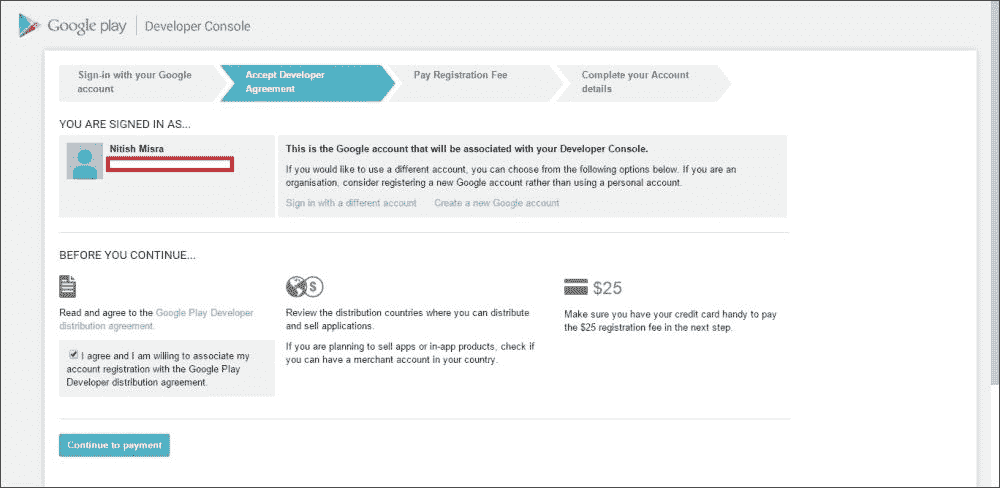 Google play Developer Console
Sign-in with your Google
account
Accept Developer
Agreement
Pay Registration Fee
Complete your Account
details
YOU ARE SIGNED IN AS...
Nitish Misra
This is the Google account that will be associated with your Developer Console.
If you would like to use a different account, you can choose from the following options below. If you are an
organisation, consider registering a new Google account rather than using a personal account.
Sign in with a different account Create a new Google account
BEFORE YOU CONTINUE...
Read and agree to the Google Play Developer
distribution agreement.
I agree and I am willing to associate my
account registration with the Google Play
Developer distribution agreement.
$
Review the distribution countries where you can distribute
and sell applications.
If you are planning to sell apps or in-app products, check if
you can have a merchant account in your country.
$25
Make sure you have your credit card handy to pay
the $25 registration fee in the next step.
Continue to payment